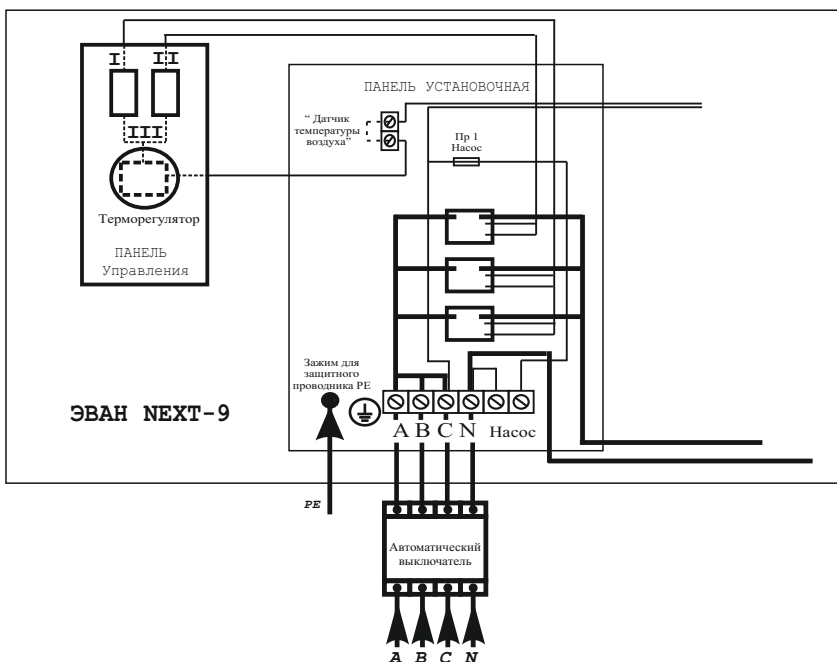 I II
III
Терморегулятор
ПАНЕЛЬ
Управления
ПАНЕЛЬ УСТАНОВОЧНАЯ
“ Датчик
температуры
воздуха”
Пр 1
Насос
Зажим для
защитного
проводника PE
ЭВАН NEXT-9
A B C N Насос
PE
Автоматический
выключатель
A B C N